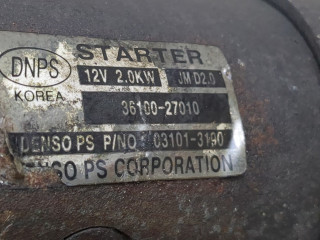 STARTER
DNPS
12V 2.0KW JM-D2.0
KOREA
36100-27010
DENSO PS P/NO 03101-3190
SO PS CORPORATION